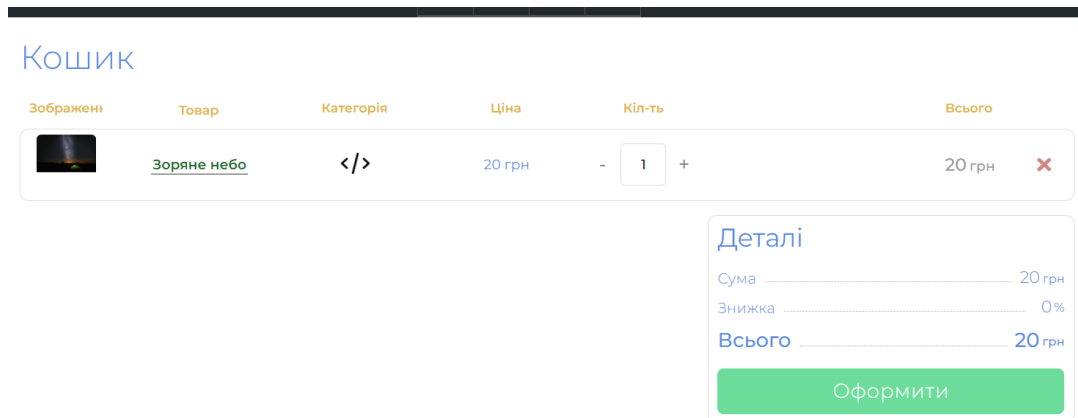 Кошик
Зображенн Товар Категорія Ціна Кіл-ть Всього
Зоряне небо </> 20 грн - 1 + 20 грн
Деталі
Сума 20 грн
Знижка 0%
Всього 20 грн
Оформити